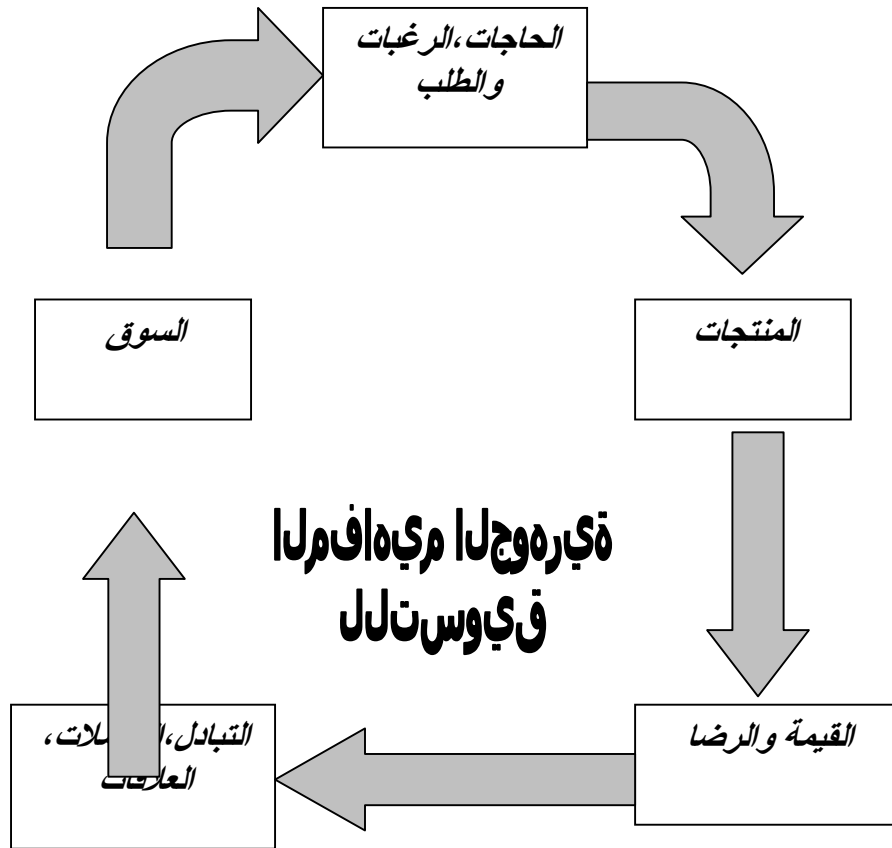 الحاجات،الرغبات
والطلب
المنتجات
السوق
المفاهيم الجوهرية
للتسويق
القيمة والرضا
التبادل،
العلاقات